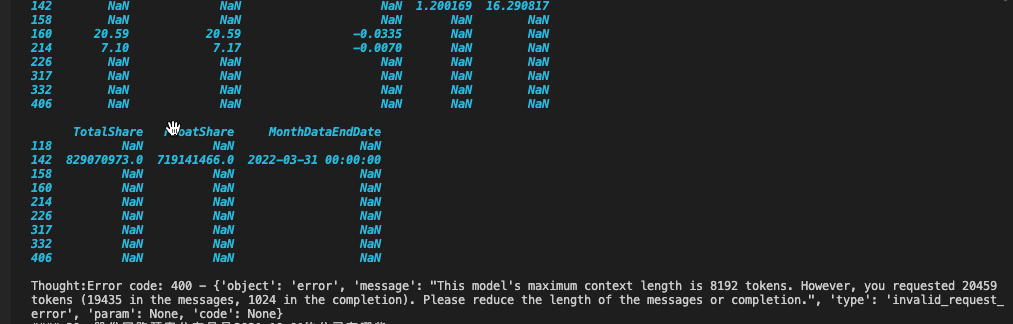 142 NaN NaN NaN 1.200169 16.290817
158 NaN NaN NaN NaN NaN
160 20.59 20.59 -0.0335 NaN NaN
214 7.10 7.17 -0.0070 NaN NaN
226 NaN NaN NaN NaN NaN
317 NaN NaN NaN NaN NaN
332 NaN NaN NaN NaN NaN
406 NaN NaN NaN NaN NaN
TotalShare MonthDataEndDate
118 NaN NaN NaN
142 829070973.0 719141466.0 2022-03-31 00:00:00
158 NaN NaN NaN
160 NaN NaN NaN
214 NaN NaN NaN
226 NaN NaN NaN
317 NaN NaN NaN
332 NaN NaN NaN
406 NaN NaN NaN
Thought:Error code: 400 - {'object': 'error', 'message': "This model's maximum context length is 8192 tokens. However, you requested 20459
tokens (19435 in the messages, 1024 in the completion). Please reduce the length of the messages or completion.", 'type': 'invalid_request_
error', 'param': None, 'code': None}